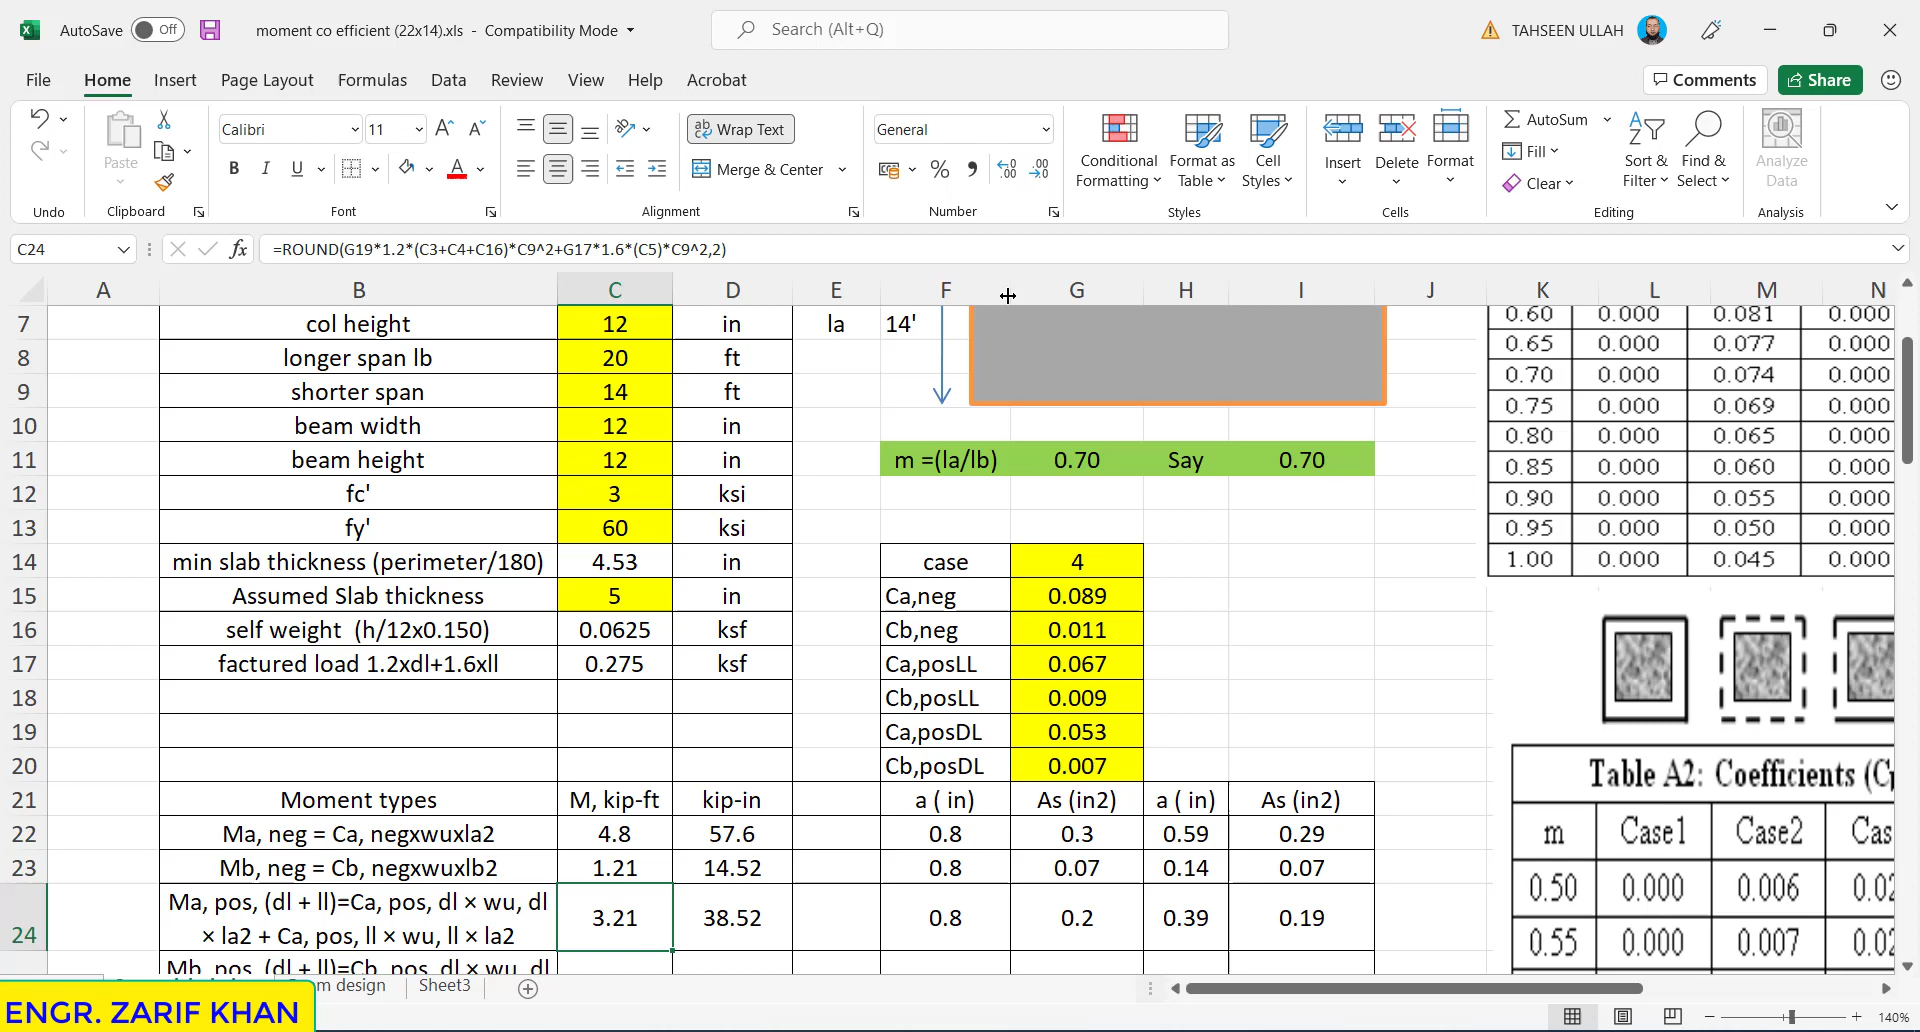 AutoSave Off moment co efficient (22x14).xls - Compatibility Mode Search (Alt+Q) TAHSEEN ULLAH
File Home Insert Page Layout Formulas Data Review View Help Acrobat Comments Share
Paste Calibri 11 Wrap Text General Conditional Formatting Format as Table Cell Styles Insert Delete Format AutoSum Sort & Filter Find & Select Analyze Data
B I U Merge & Center % Fill Clear
Undo Clipboard Font Alignment Number Styles Cells Editing Analysis
C24 fx =ROUND(G19*1.2*(C3+C4+C16)*C9^2+G17*1.6*(C5)*C9^2,2)
A B C D E F G H I J K L M N
7 col height 12 in la 14' 0.60 0.000 0.081 0.000
0.65 0.000 0.077 0.000
8 longer span lb 20 ft
0.70 0.000 0.074 0.000
9 shorter span 14 ft
0.75 0.000 0.069 0.000
10 beam width 12 in
0.80 0.000 0.065 0.000
11 beam height 12 in m =(la/lb) 0.70 Say 0.70
0.85 0.000 0.060 0.000
12 fc' 3 ksi
0.90 0.000 0.055 0.000
13 fy' 60 ksi
0.95 0.000 0.050 0.000
14 min slab thickness (perimeter/180) 4.53 in case 4
1.00 0.000 0.045 0.000
15 Assumed Slab thickness 5 in Ca,neg 0.089
16 self weight (h/12x0.150) 0.0625 ksf Cb,neg 0.011
17 factured load 1.2xdl+1.6xll 0.275 ksf Ca,posLL 0.067
18 Cb,posLL 0.009
19 Ca,posDL 0.053
20 Cb,posDL 0.007
Table A2: Coefficients (C
21 Moment types M, kip-ft kip-in a ( in) As (in2) a ( in) As (in2)
22 Ma, neg = Ca, negxwuxla2 4.8 57.6 0.8 0.3 0.59 0.29
m Case1 Case2 Cas
23 Mb, neg = Cb, negxwuxlb2 1.21 14.52 0.8 0.07 0.14 0.07
0.50 0.000 0.006 0.02
24 Ma, pos, (dl + ll)=Ca, pos, dl × wu, dl
× la2 + Ca, pos, ll × wu, ll × la2 3.21 38.52 0.8 0.2 0.39 0.19
0.55 0.000 0.007 0.02
Mb, pos, (dl + ll)=Cb, pos, dl × wu, dl
m design Sheet3
ENGR. ZARIF KHAN
140%